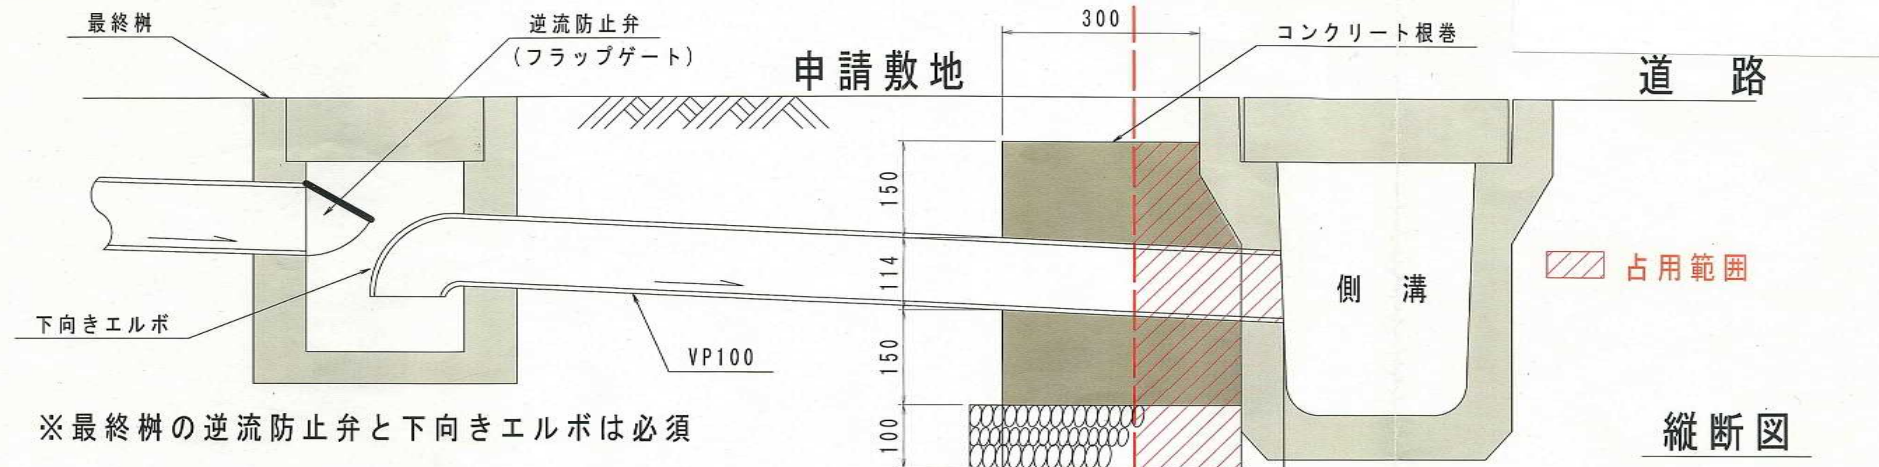 最終桝
逆流防止弁
(フラップゲート)
申請敷地
300
コンクリート根巻
道 路
150
114
150
100
側 溝
占用範囲
下向きエルボ
VP100
※最終桝の逆流防止弁と下向きエルボは必須
縦断図